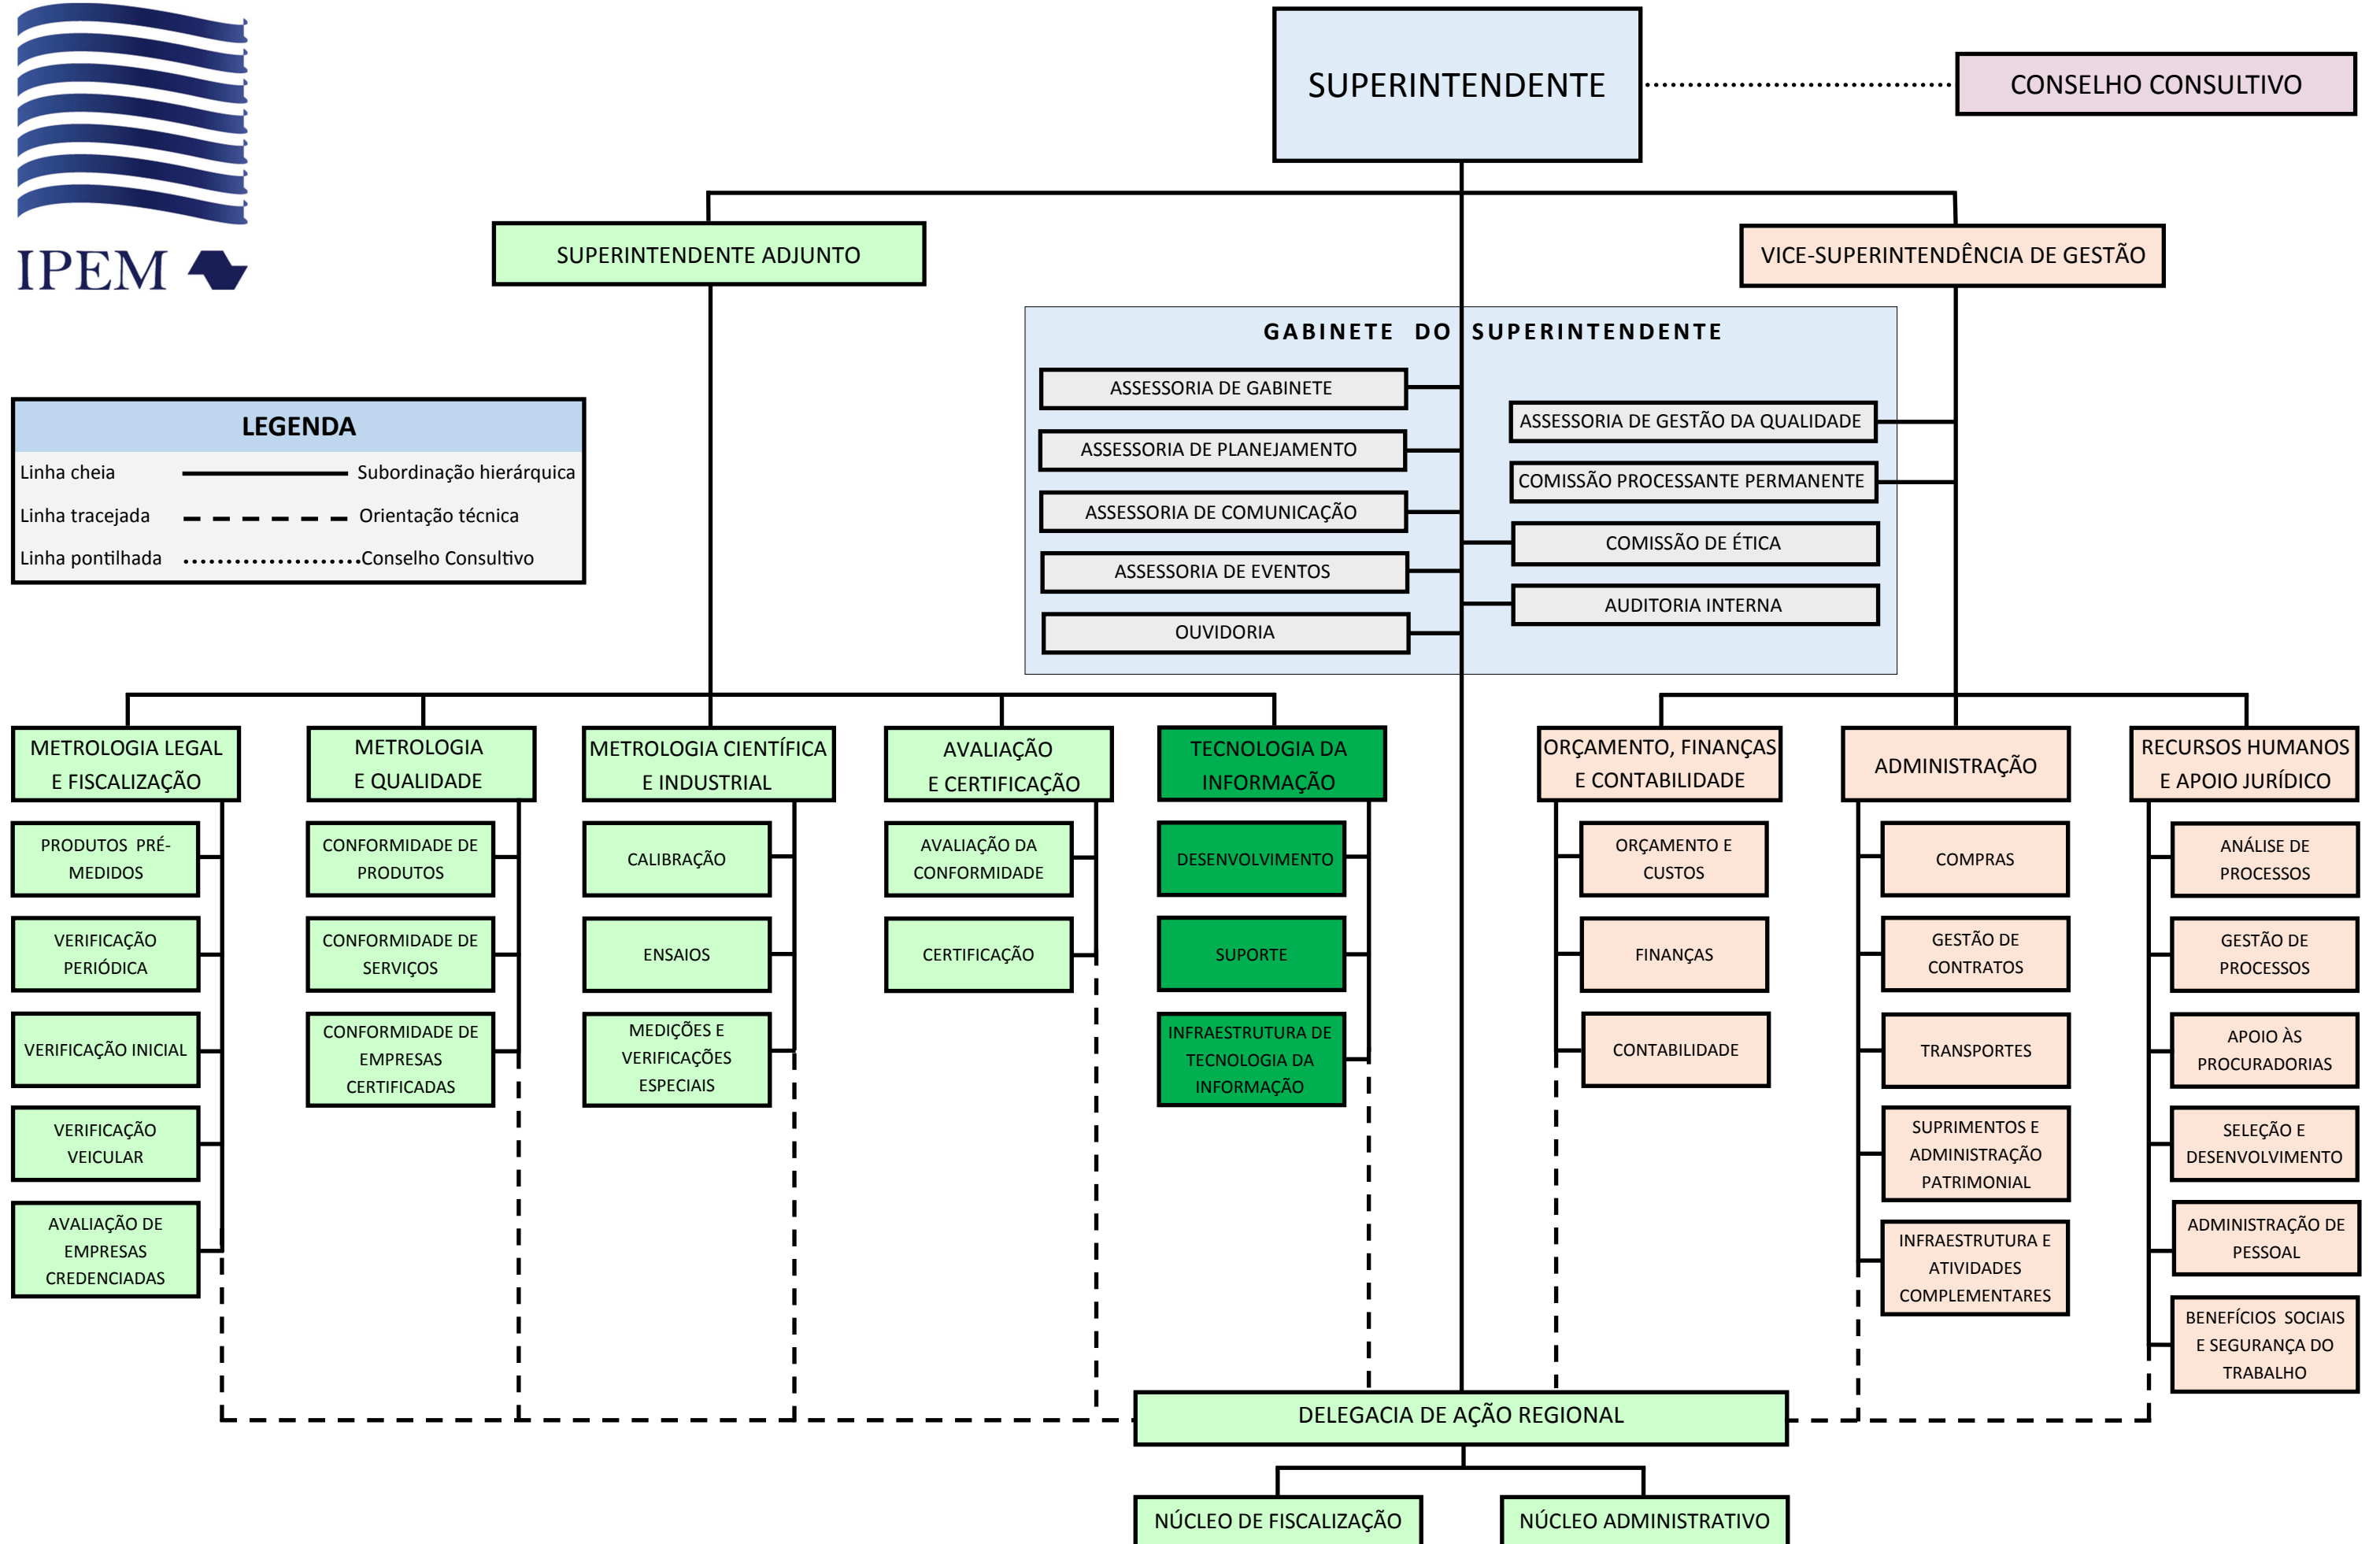 SUPERINTENDENTE
CONSELHO CONSULTIVO
IPEM
SUPERINTENDENTE ADJUNTO
VICE-SUPERINTENDÊNCIA DE GESTÃO
GABINETE DO SUPERINTENDENTE
ASSESSORIA DE GABINETE
ASSESSORIA DE PLANEJAMENTO
ASSESSORIA DE COMUNICAÇÃO
ASSESSORIA DE EVENTOS
OUVIDORIA
ASSESSORIA DE GESTÃO DA QUALIDADE
COMISSÃO PROCESSANTE PERMANENTE
COMISSÃO DE ÉTICA
AUDITORIA INTERNA
LEGENDA
Linha cheia Subordinação hierárquica
Linha tracejada Orientação técnica
Linha pontilhada Conselho Consultivo
METROLOGIA LEGAL
E FISCALIZAÇÃO
PRODUTOS PRÉ-
MEDIDOS
VERIFICAÇÃO
PERIÓDICA
VERIFICAÇÃO INICIAL
VERIFICAÇÃO
VEICULAR
AVALIAÇÃO DE
EMPRESAS
CREDENCIADAS
METROLOGIA
E QUALIDADE
CONFORMIDADE DE
PRODUTOS
CONFORMIDADE DE
SERVIÇOS
CONFORMIDADE DE
EMPRESAS
CERTIFICADAS
METROLOGIA CIENTÍFICA
E INDUSTRIAL
CALIBRAÇÃO
ENSAIOS
MEDIÇÕES E
VERIFICAÇÕES
ESPECIAIS
AVALIAÇÃO
E CERTIFICAÇÃO
AVALIAÇÃO DA
CONFORMIDADE
CERTIFICAÇÃO
TECNOLOGIA DA
INFORMAÇÃO
DESENVOLVIMENTO
SUPORTE
INFRAESTRUTURA DE
TECNOLOGIA DA
INFORMAÇÃO
ORÇAMENTO, FINANÇAS
E CONTABILIDADE
ORÇAMENTO E
CUSTOS
FINANÇAS
CONTABILIDADE
ADMINISTRAÇÃO
COMPRAS
GESTÃO DE
CONTRATOS
TRANSPORTES
SUPRIMENTOS E
ADMINISTRAÇÃO
PATRIMONIAL
INFRAESTRUTURA E
ATIVIDADES
COMPLEMENTARES
RECURSOS HUMANOS
E APOIO JURÍDICO
ANÁLISE DE
PROCESSOS
GESTÃO DE
PROCESSOS
APOIO ÀS
PROCURADORIAS
SELEÇÃO E
DESENVOLVIMENTO
ADMINISTRAÇÃO DE
PESSOAL
BENEFÍCIOS SOCIAIS
E SEGURANÇA DO
TRABALHO
DELEGACIA DE AÇÃO REGIONAL
NÚCLEO DE FISCALIZAÇÃO
NÚCLEO ADMINISTRATIVO